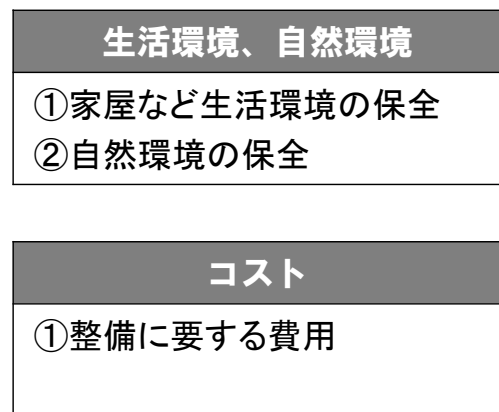 生活環境、自然環境
①家屋など生活環境の保全
②自然環境の保全
コスト
①整備に要する費用